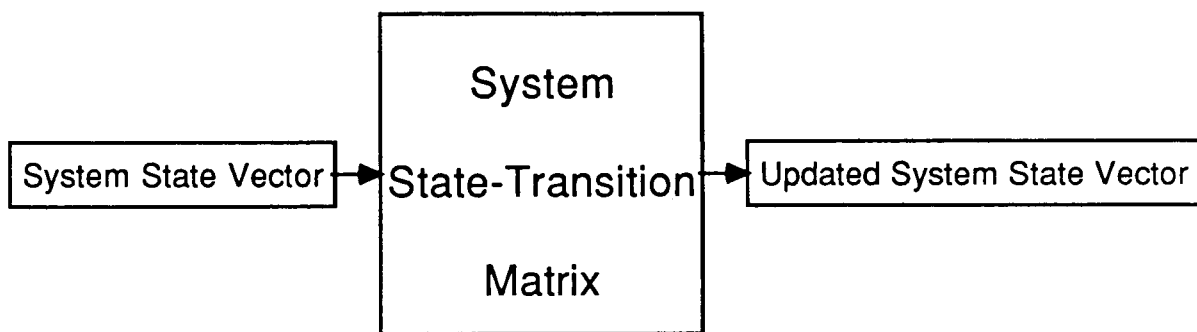 System State Vector
System
State-Transition
Matrix
Updated System State Vector